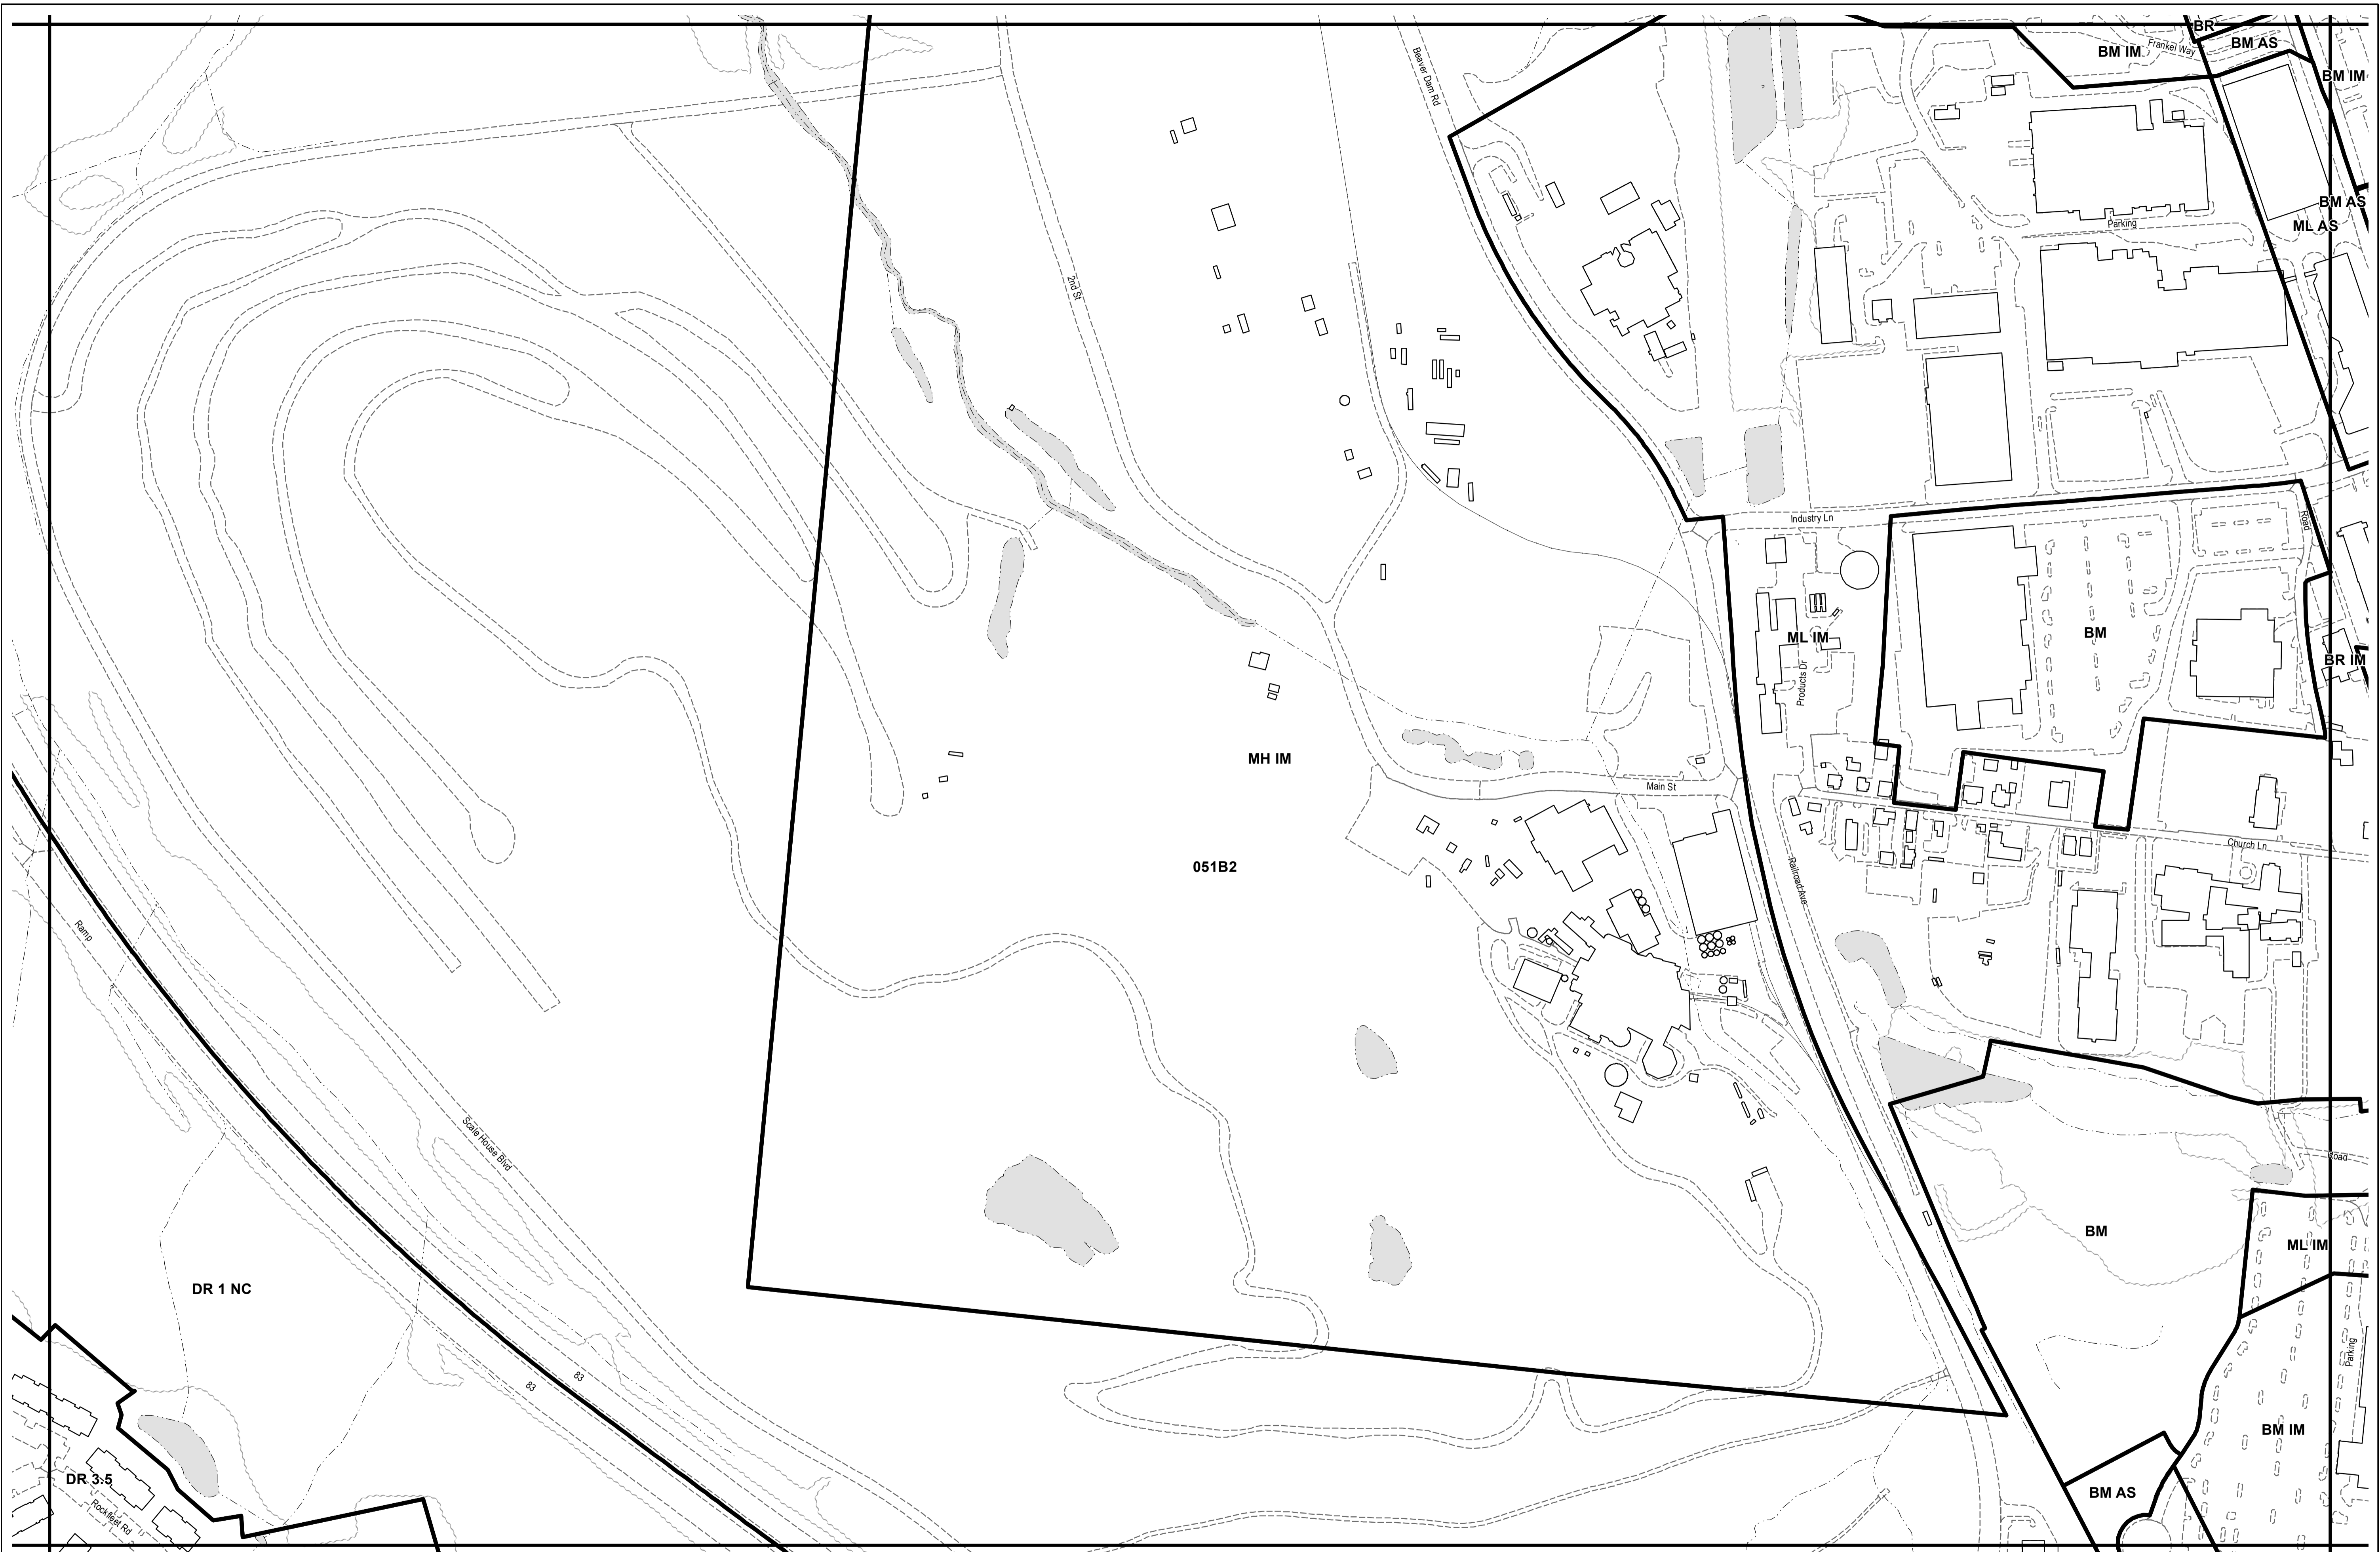 BR
BM AS
BM IM
Frankel Way
BM IM
Beaver Dam Rd
BM AS
ML AS
Parking
2nd St
Industry Ln
Road
ML IM
BM
BR IM
Products Dr
MH IM
Main St
Church Ln
051B2
Railroad Ave
Ramp
Scale House Blvd
Road
BM
ML IM
DR 1 NC
Parking
83
83
BM IM
DR 3.5
BM AS
Rockfleet Rd